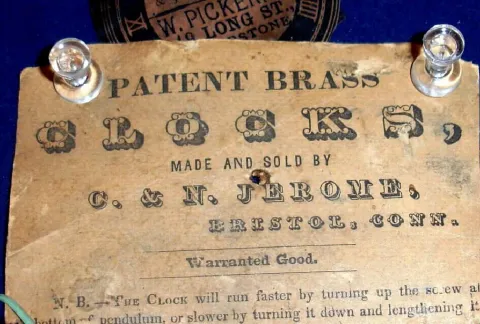 W. PICKER
LONG ST.,
STONE
PATENT BRASS
CLOCKS,
MADE AND SOLD BY
C. & N. JEROME,
BRISTOL, CONN.
Warranted Good.
N. B.—THE CLOCK will run faster by turning up the screw at
bottom of pendulum, or slower by turning it down and lengthening it